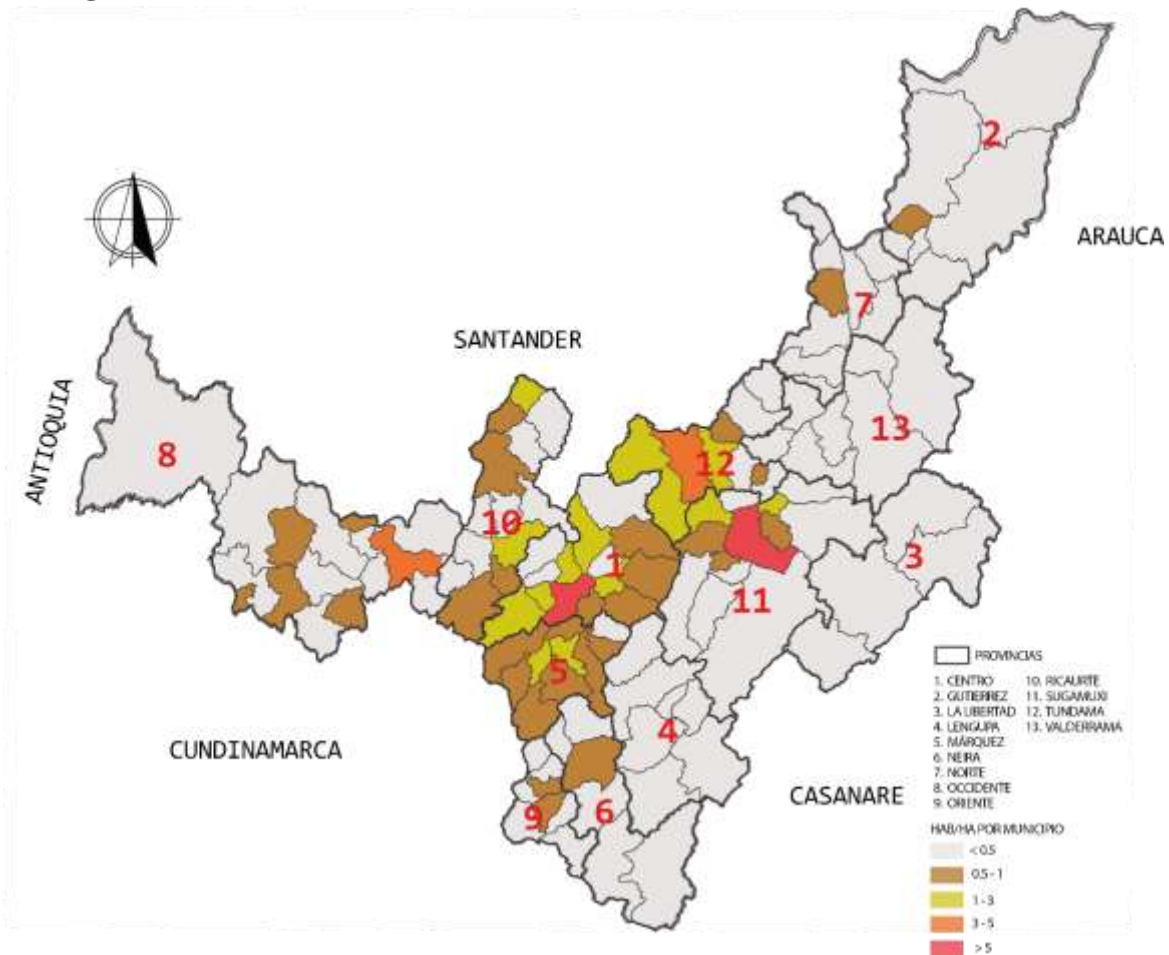 2
ARAUCA
7
SANTANDER
ANTIOQUIA
8
13
12
10
3
1
11
5
4
CUNDINAMARCA
CASANARE
9
6
PROVINCIAS
1. CENTRO
2. GUTIERREZ
3. LA LIBERTAD
4. LENGUPA
5. MÁRQUEZ
6. NEIRA
7. NORTE
8. OCCIDENTE
9. ORIENTE
10. RICAURTE
11. SUGAMUXI
12. TUNDAMA
13. VALDERRAMA
HAB/HA POR MUNICIPIO
< 0.5
0.5 - 1
1 - 3
3 - 5
> 5